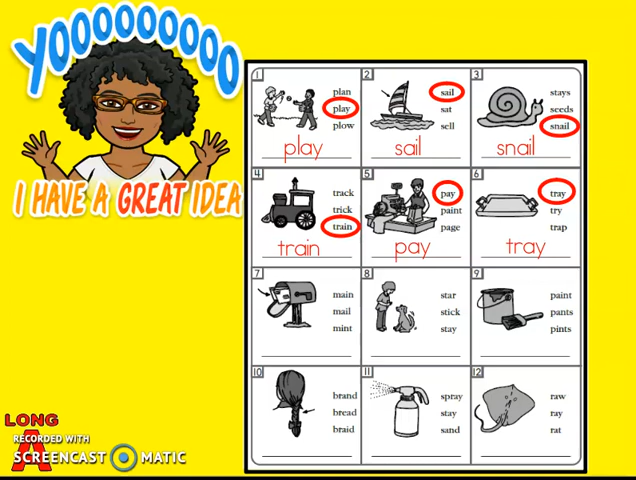 YOOOOOOOOO
I HAVE A GREAT IDEA
1
plan
play
plow
play
2
sail
sat
sell
sail
3
stays
seeds
snail
snail
4
track
trick
train
train
5
pay
paint
page
pay
6
tray
try
trap
tray
7
main
mail
mint
8
star
stick
stay
9
paint
pants
pints
10
brand
bread
braid
11
spray
stay
sand
12
raw
ray
rat
LONG
A
RECORDED WITH
SCREENCAST MATIC